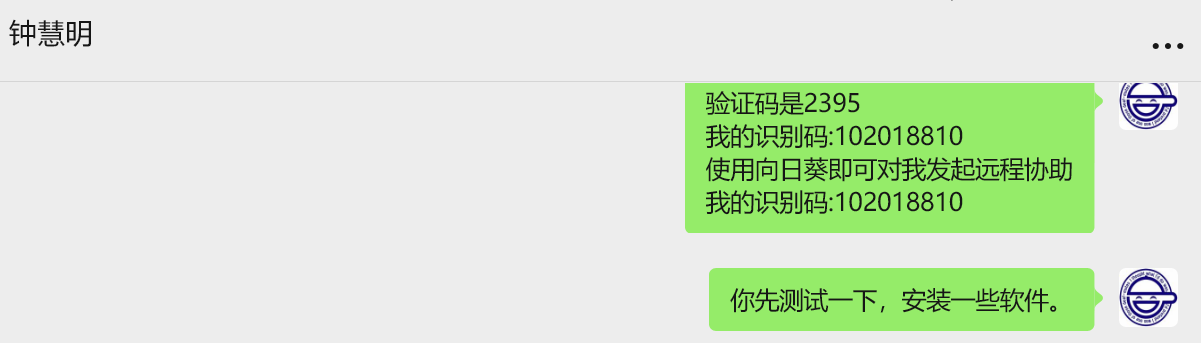 钟慧明
验证码是2395
我的识别码:102018810
使用向日葵即可对我发起远程协助
我的识别码:102018810
你先测试一下，安装一些软件。